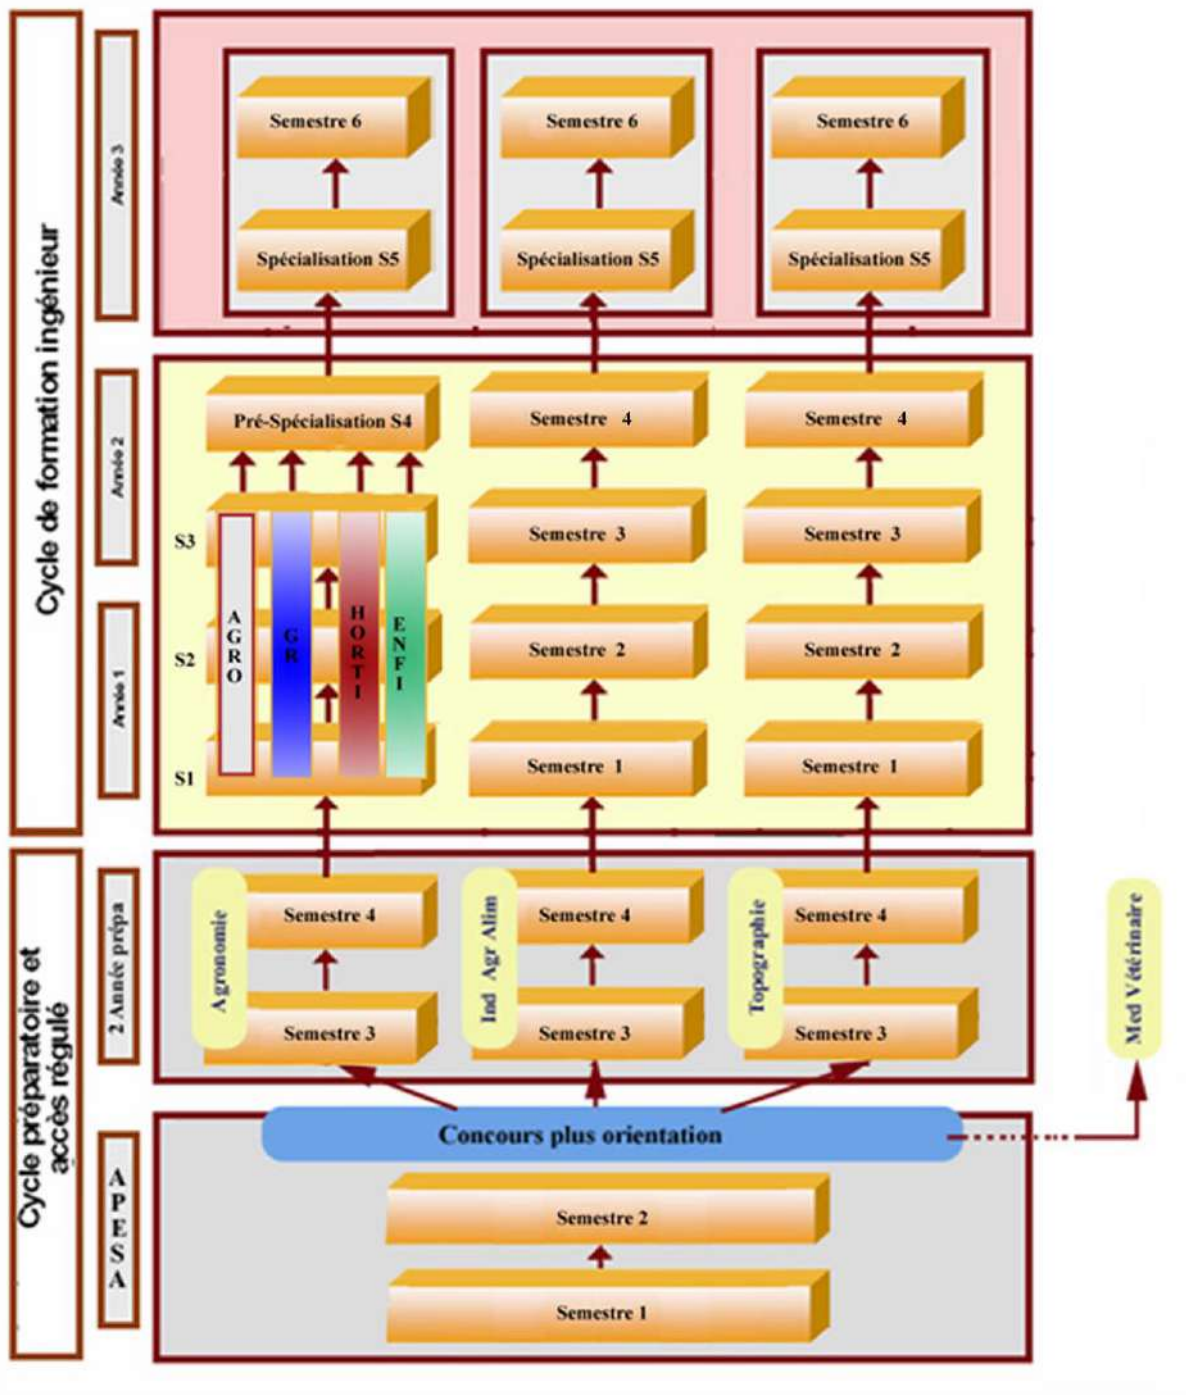 Cycle de formation ingénieur
Année 3
Semestre 6
Semestre 6
Semestre 6
Spécialisation S5
Spécialisation S5
Spécialisation S5
Année 2
Pré-Spécialisation S4
Semestre 4
Semestre 4
S3
Semestre 3
Semestre 3
AGRO
GR
HORTI
ENFI
Année 1
S2
Semestre 2
Semestre 2
S1
Semestre 1
Semestre 1
Cycle préparatoire et
accès régulé
2 Année prépa
Agronomie
Semestre 4
Ind Agr Alim
Semestre 4
Topographie
Semestre 4
Med Vétérinaire
Semestre 3
Semestre 3
Semestre 3
Concours plus orientation
APESA
Semestre 2
Semestre 1